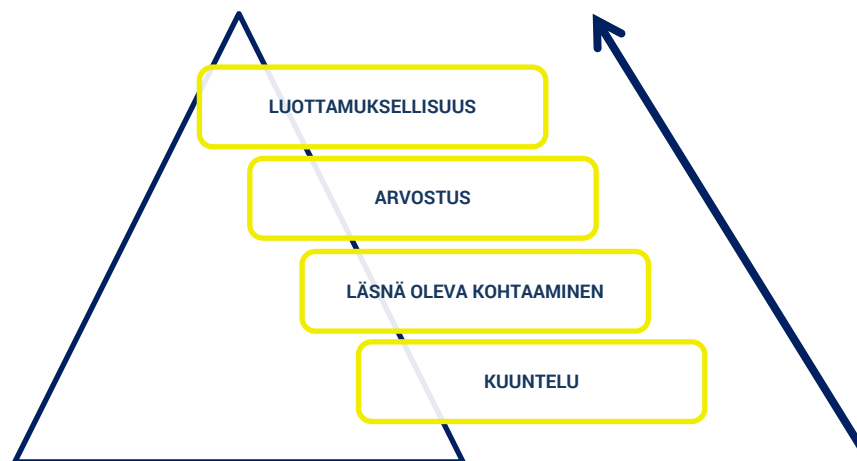 LUOTTAMUKSELLISUUS
ARVOSTUS
LÄSNÄ OLEVA KOHTAAMINEN
KUUNTELU